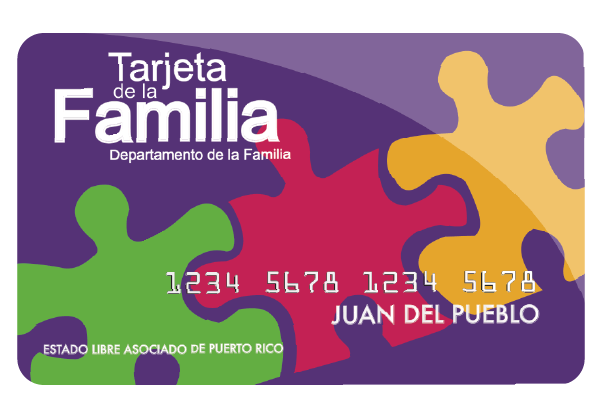 Tarjeta
de la
Familia
Departamento de la Familia
1234 5678 1234 5678
JUAN DEL PUEBLO
ESTADO LIBRE ASOCIADO DE PUERTO RICO